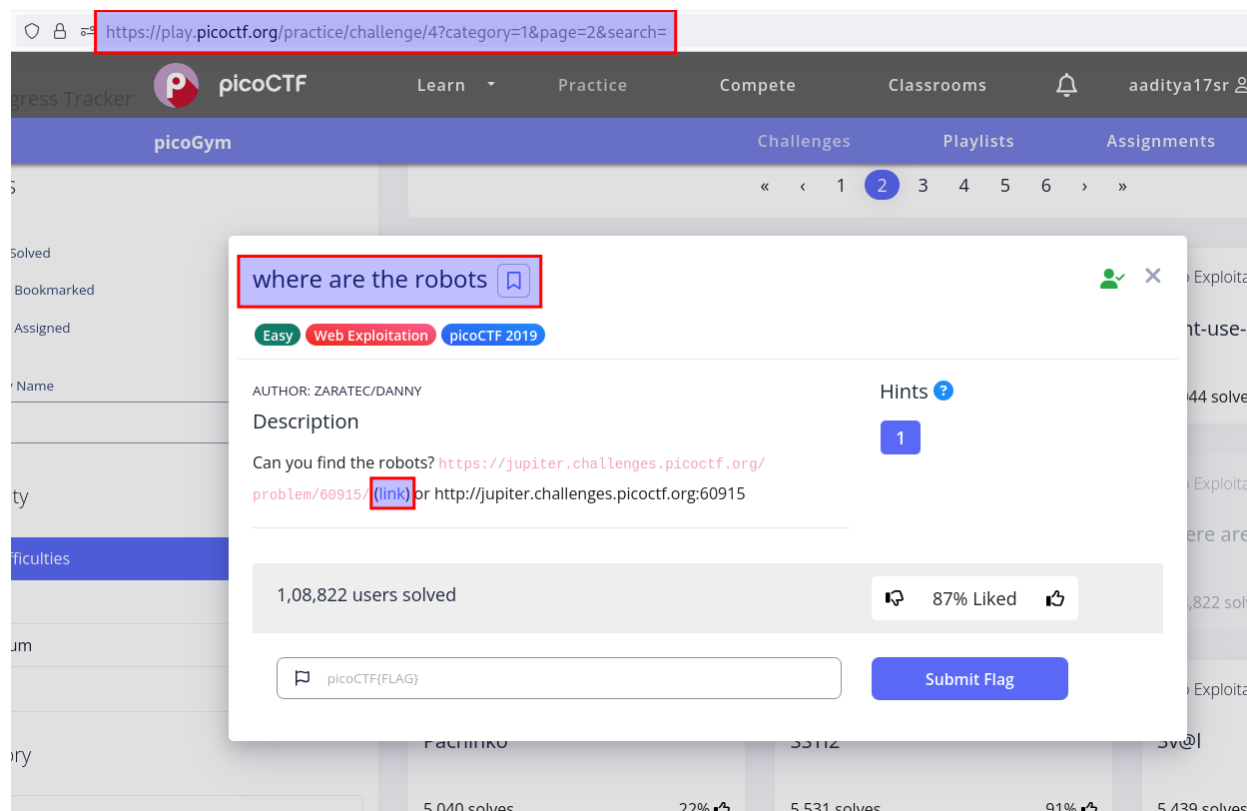 https://play.picoctf.org/practice/challenge/4?category=1&page=2&search=
gress Tracker
picoCTF
Learn
Practice
Compete
Classrooms
aaditya17sr
picoGym
Challenges
Playlists
Assignments
« ‹ 1 2 3 4 5 6 › »
Solved
Bookmarked
Assigned
Name
ty
fficulties
um
ory
where are the robots
Easy
Web Exploitation
picoCTF 2019
AUTHOR: ZARATEC/DANNY
Description
Can you find the robots? https://jupiter.challenges.picoctf.org/
problem/60915/ (link) or http://jupiter.challenges.picoctf.org:60915
Hints ?
1
1,08,822 users solved
87% Liked
picoCTF{FLAG}
Submit Flag
Exploita
nt-use-
44 solve
Exploita
ere are
,822 solv
Exploita
Pachinko
5,040 solves
22%
5,531 solves
91%
3v@l
5,439 solves